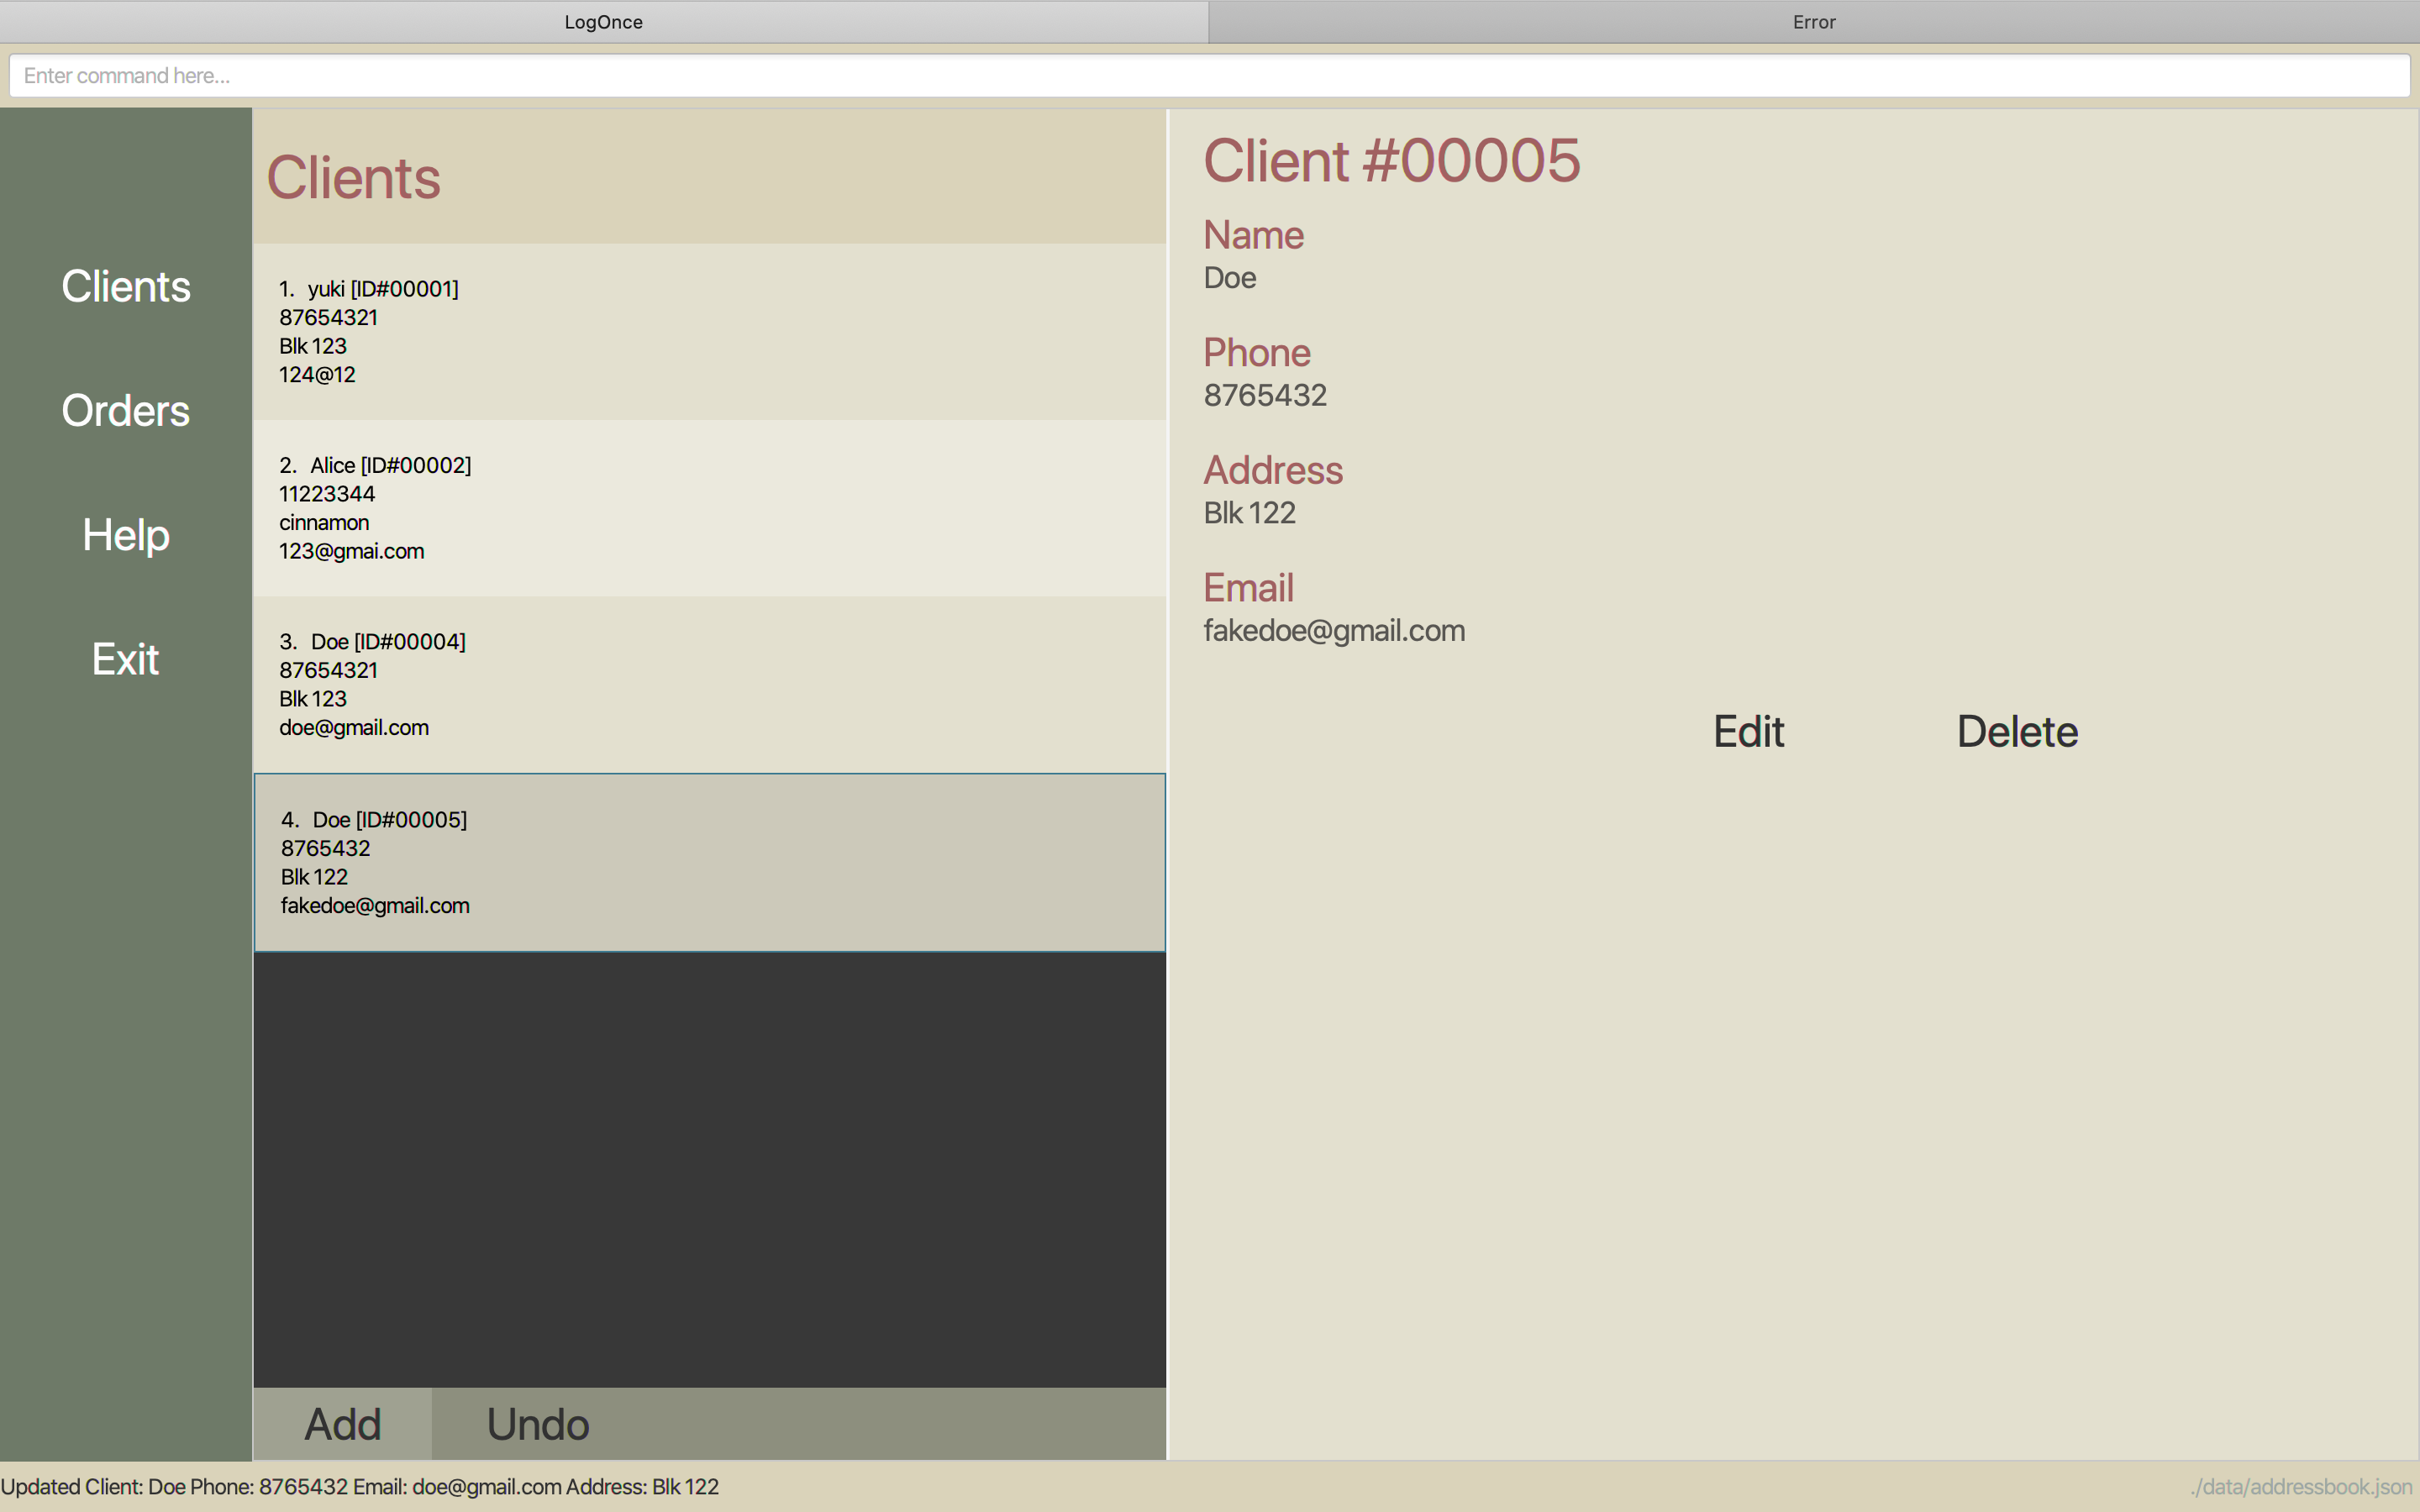 LogOnce
Error
Enter command here...
Clients
Orders
Help
Exit
Clients
1. yuki [ID#00001]
87654321
Blk 123
124@12
2. Alice [ID#00002]
11223344
cinnamon
123@gmai.com
3. Doe [ID#00004]
87654321
Blk 123
doe@gmail.com
4. Doe [ID#00005]
8765432
Blk 122
fakedoe@gmail.com
Add
Undo
Client #00005
Name
Doe
Phone
8765432
Address
Blk 122
Email
fakedoe@gmail.com
Edit
Delete
Updated Client: Doe Phone: 8765432 Email: doe@gmail.com Address: Blk 122
./data/addressbook.json